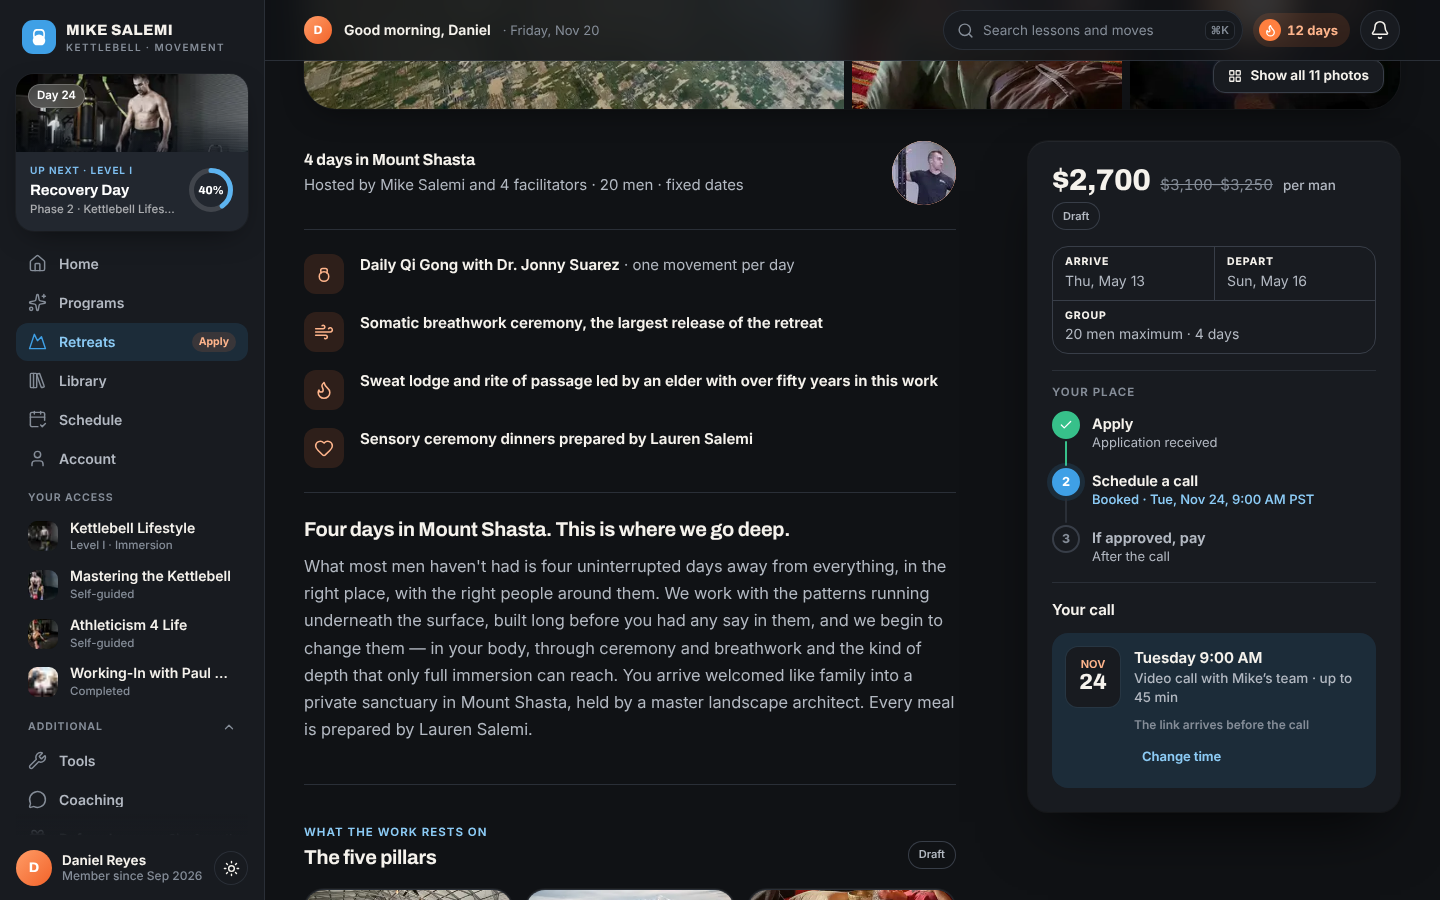 MIKE SALEMI
KETTLEBELL · MOVEMENT
Day 24
UP NEXT · LEVEL I
Recovery Day
Phase 2 · Kettlebell Lifes...
40%
Home
Programs
Retreats
Apply
Library
Schedule
Account
YOUR ACCESS
Kettlebell Lifestyle
Level I · Immersion
Mastering the Kettlebell
Self-guided
Athleticism 4 Life
Self-guided
Working-In with Paul ...
Completed
ADDITIONAL
Tools
Coaching
D
Daniel Reyes
Member since Sep 2026
D
Good morning, Daniel · Friday, Nov 20
Search lessons and moves
⌘K
12 days
Show all 11 photos
4 days in Mount Shasta
Hosted by Mike Salemi and 4 facilitators · 20 men · fixed dates
Daily Qi Gong with Dr. Jonny Suarez · one movement per day
Somatic breathwork ceremony, the largest release of the retreat
Sweat lodge and rite of passage led by an elder with over fifty years in this work
Sensory ceremony dinners prepared by Lauren Salemi
Four days in Mount Shasta. This is where we go deep.
What most men haven't had is four uninterrupted days away from everything, in the
right place, with the right people around them. We work with the patterns running
underneath the surface, built long before you had any say in them, and we begin to
change them — in your body, through ceremony and breathwork and the kind of
depth that only full immersion can reach. You arrive welcomed like family into a
private sanctuary in Mount Shasta, held by a master landscape architect. Every meal
is prepared by Lauren Salemi.
WHAT THE WORK RESTS ON
The five pillars
Draft
$2,700 $3,100–$3,250 per man
Draft
ARRIVE
Thu, May 13
DEPART
Sun, May 16
GROUP
20 men maximum · 4 days
YOUR PLACE
Apply
Application received
2
Schedule a call
Booked · Tue, Nov 24, 9:00 AM PST
3
If approved, pay
After the call
Your call
NOV
24
Tuesday 9:00 AM
Video call with Mike's team · up to
45 min
The link arrives before the call
Change time